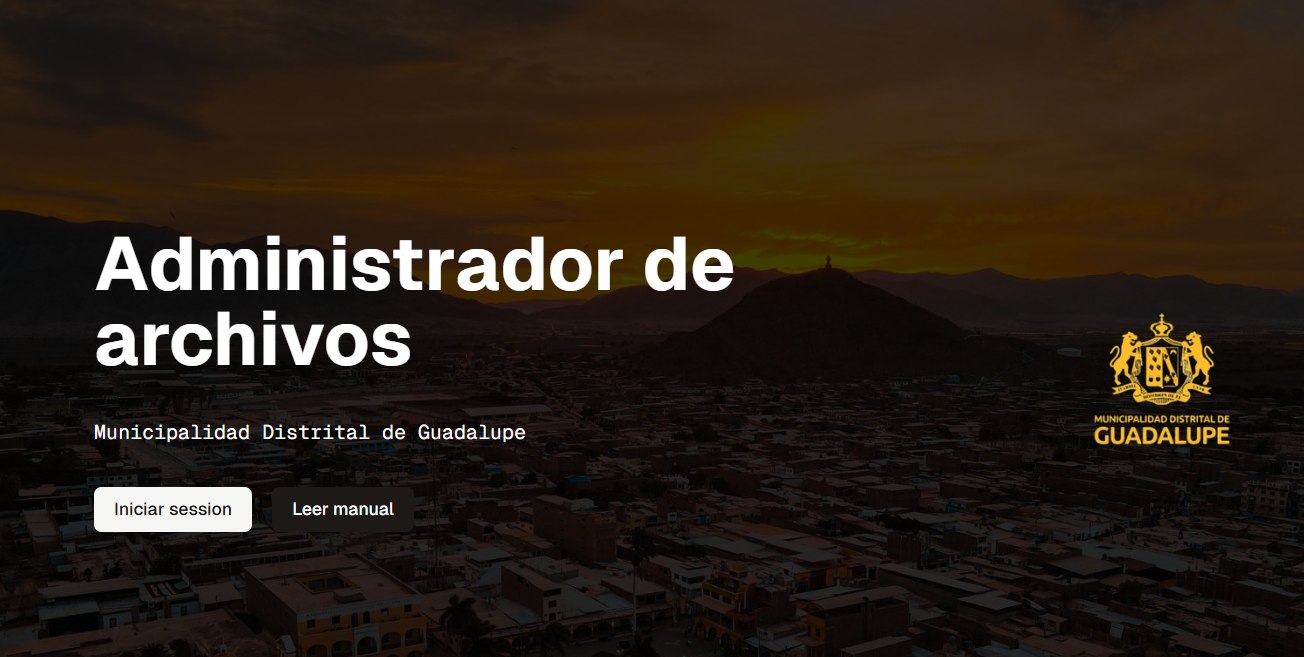 Administrador de
archivos
Municipalidad Distrital de Guadalupe
Iniciar session
Leer manual
MUNICIPALIDAD DISTRITAL DE
GUADALUPE